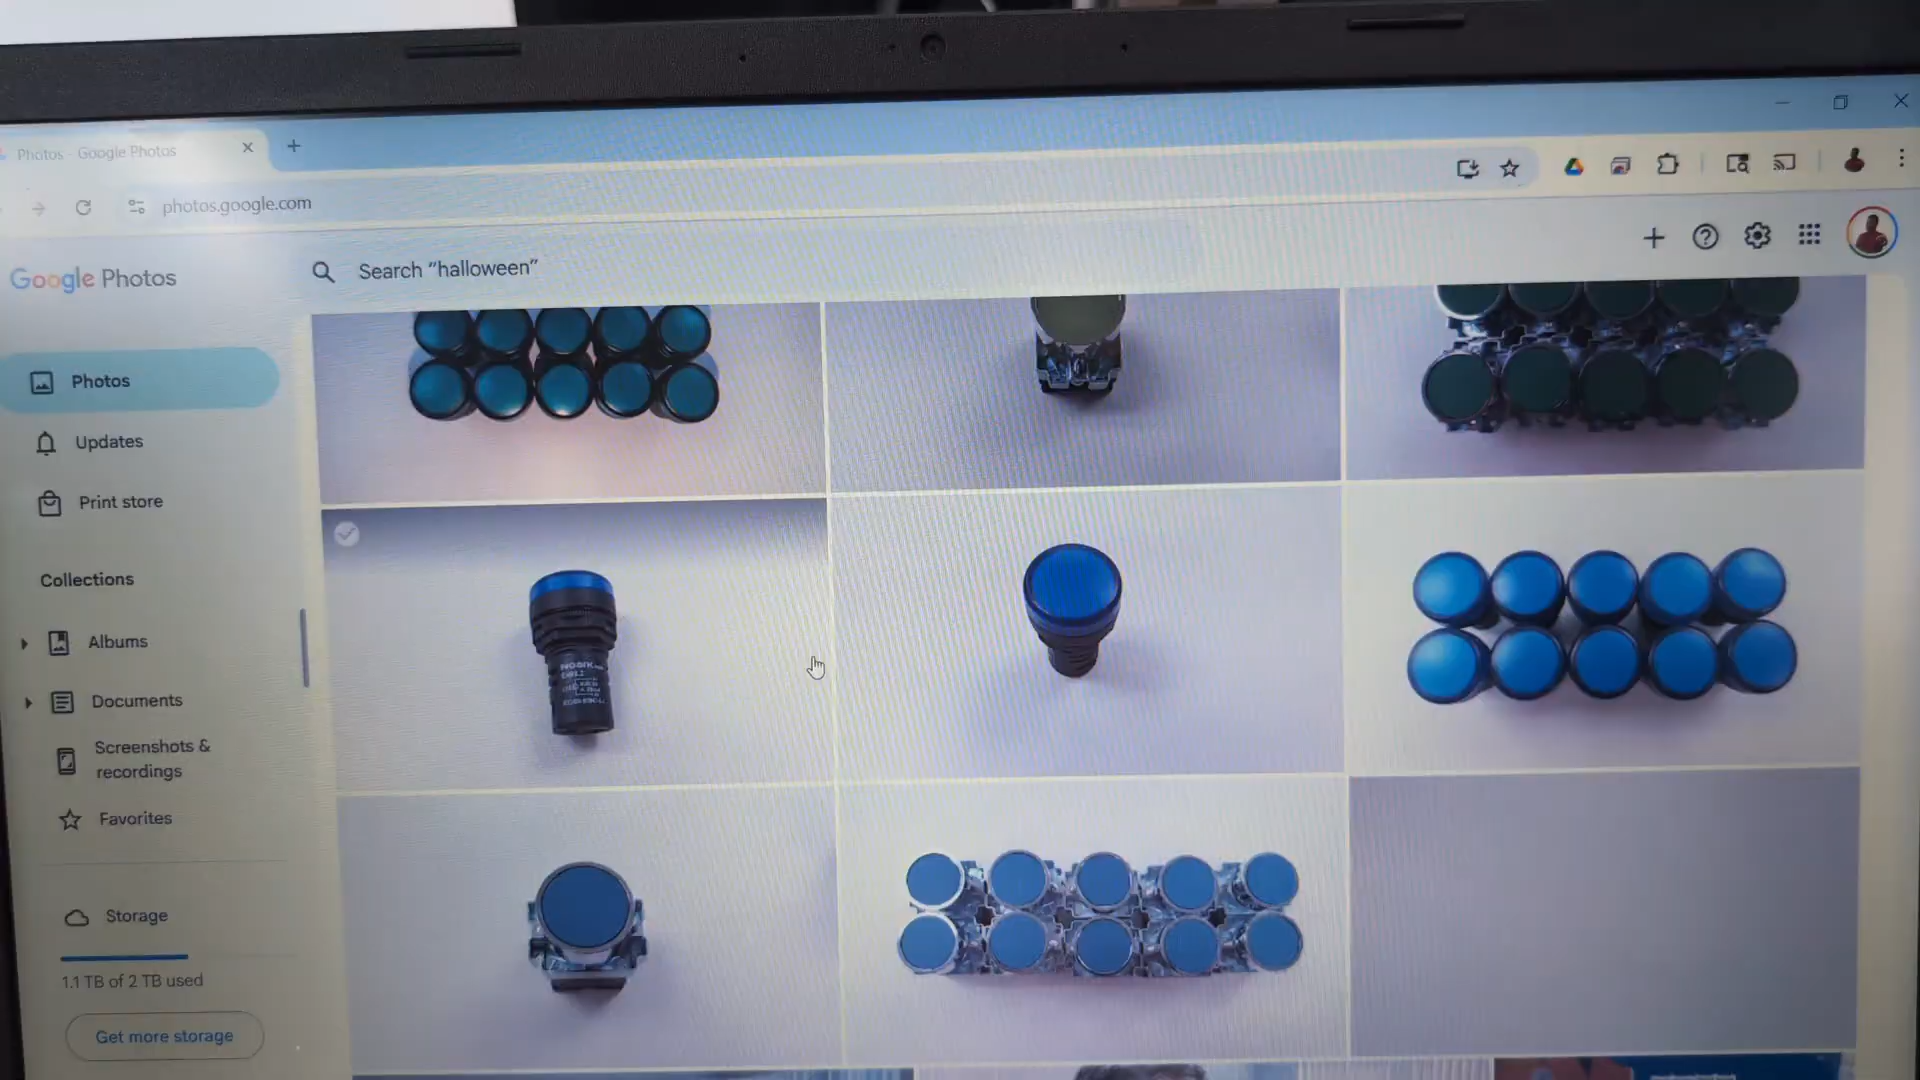 Photos - Google Photos
photos.google.com
Google Photos
Search "halloween"
Photos
Updates
Print store
Collections
Albums
Documents
Screenshots &
recordings
Favorites
Storage
1.1 TB of 2 TB used
Get more storage